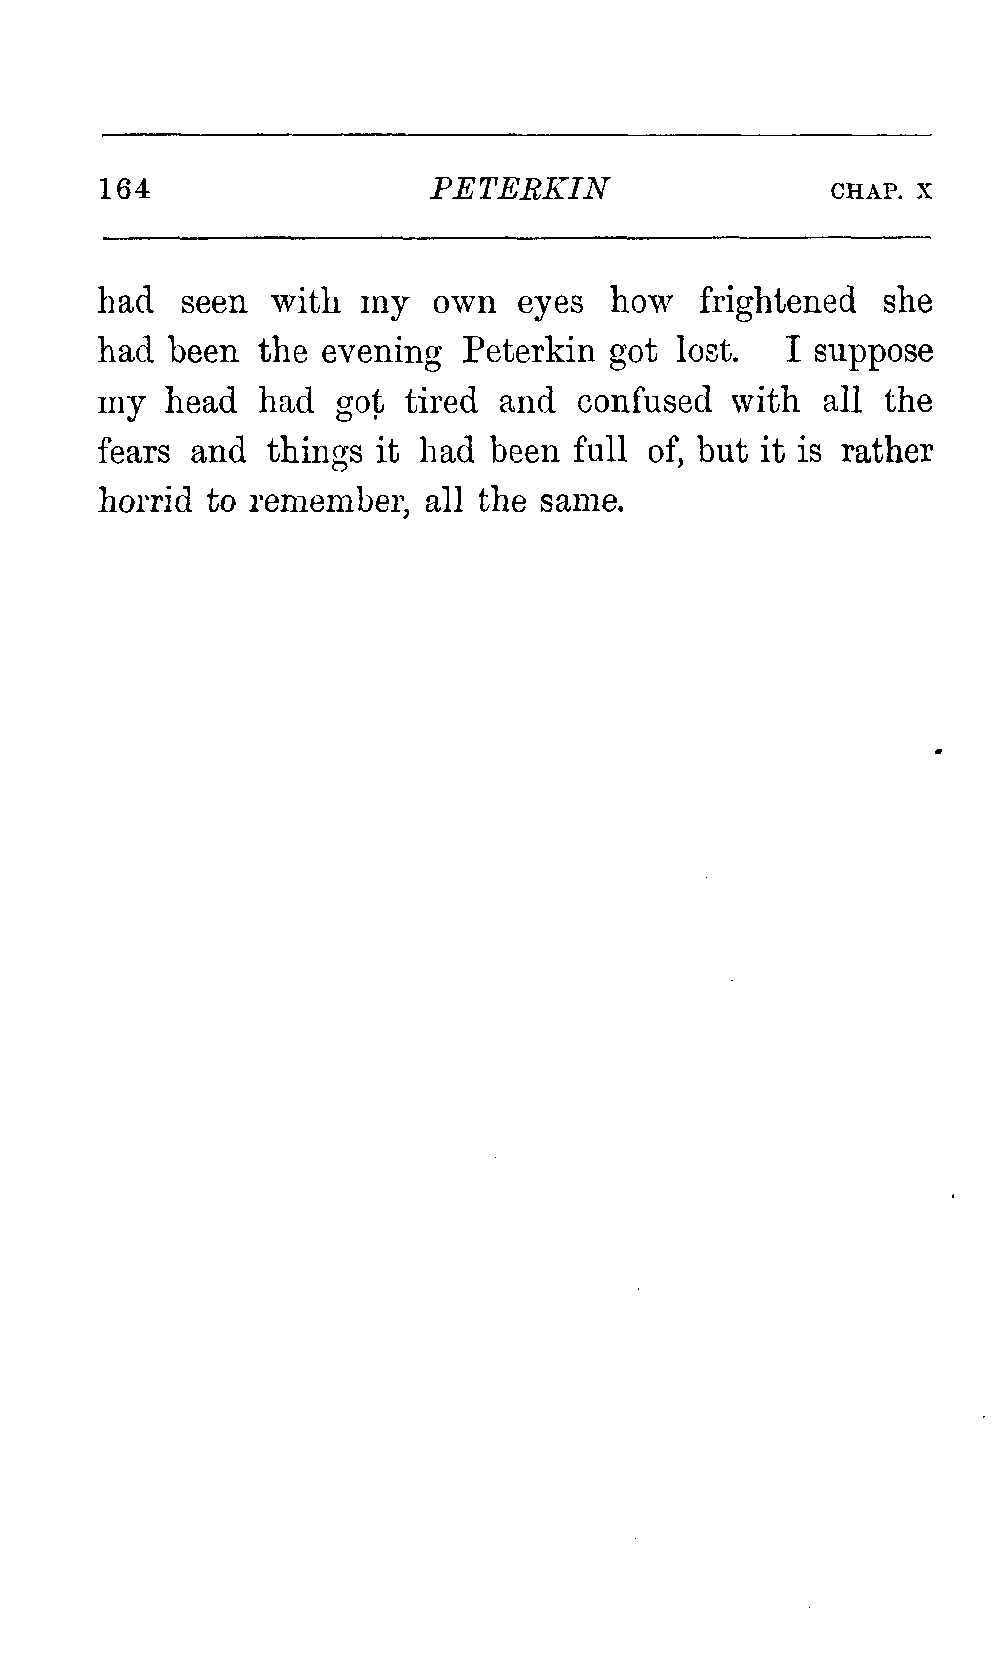 164 PETERKIN CHAP. X
had seen with my own eyes how frightened she
had been the evening Peterkin got lost. I suppose
my head had got tired and confused with all the
fears and things it had been full of, but it is rather
horrid to remember, all the same.